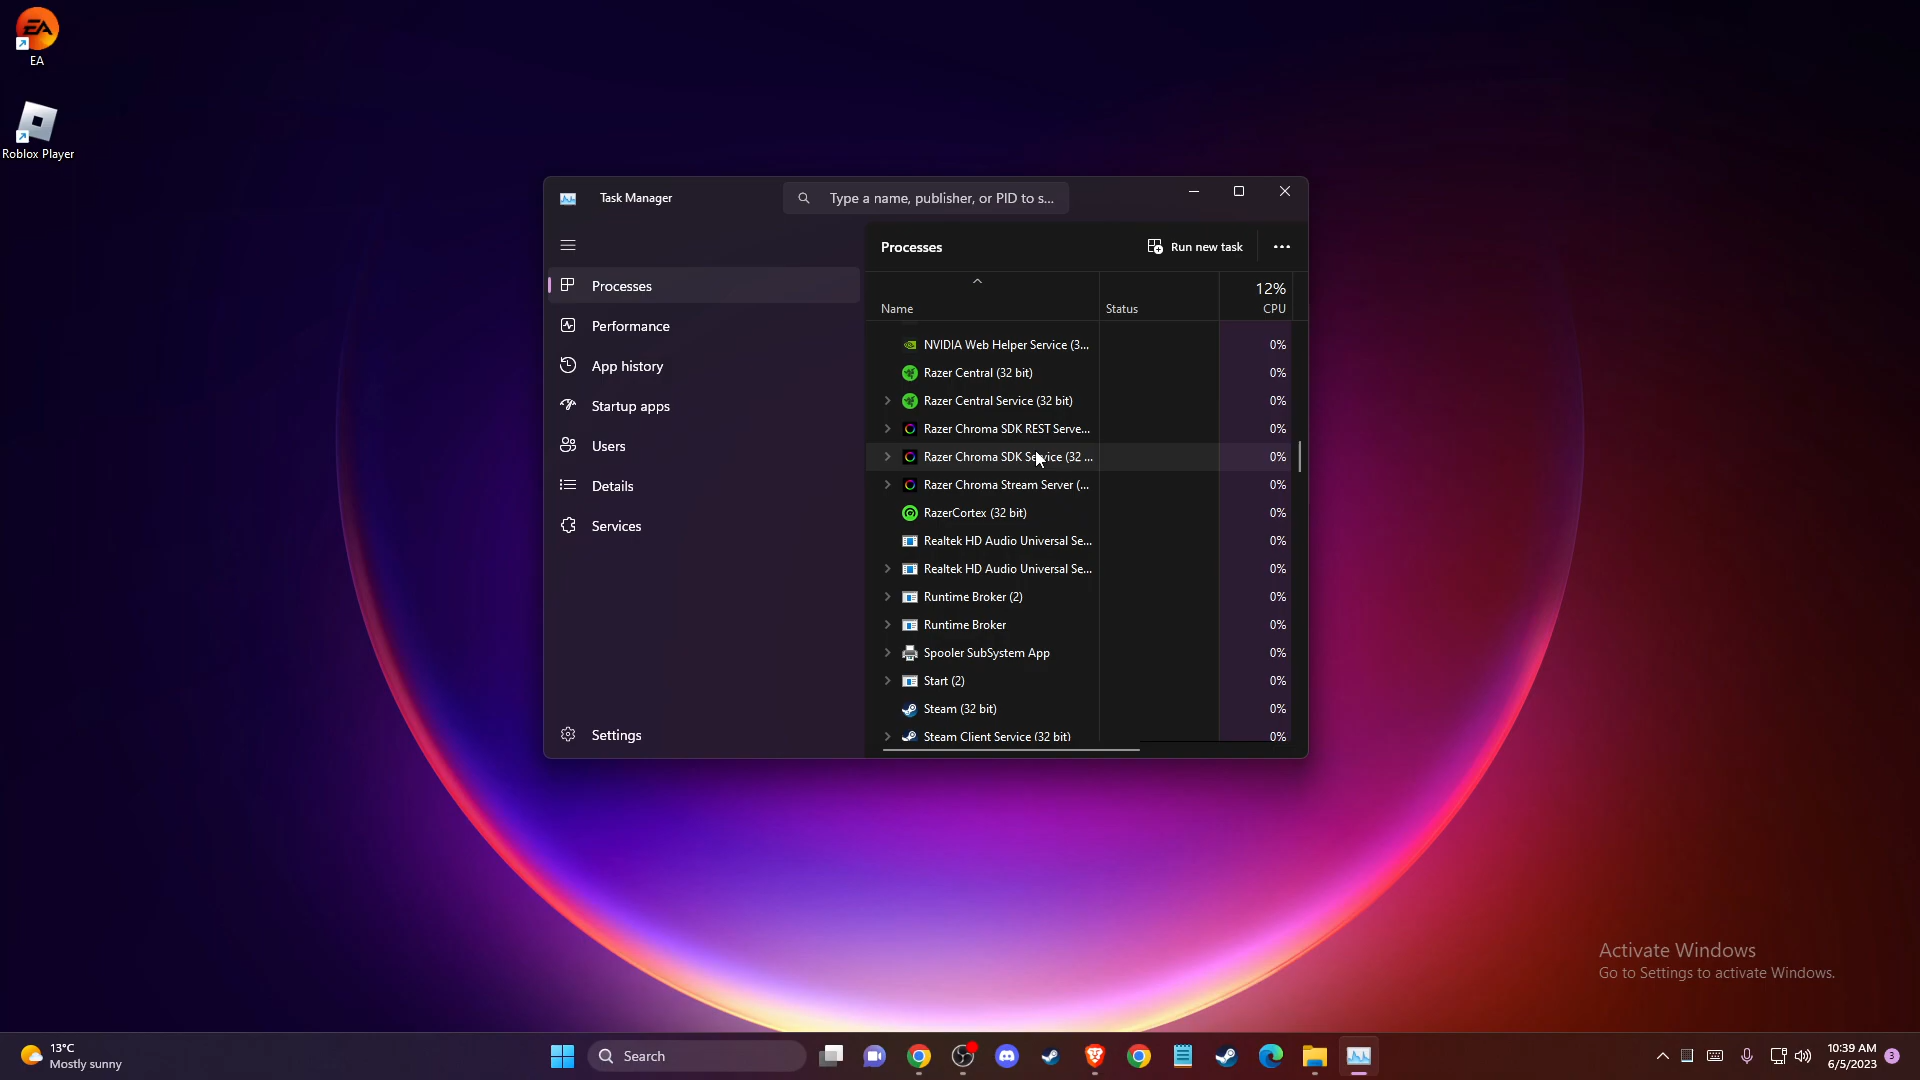 EA
EA
Roblox Player
Task Manager
Type a name, publisher, or PID to s...
Processes
Run new task
Processes
Performance
App history
Startup apps
Users
Details
Services
Settings
12%
Name
Status
CPU
NVIDIA Web Helper Service (3... 0%
Razer Central (32 bit) 0%
Razer Central Service (32 bit) 0%
Razer Chroma SDK REST Serve... 0%
Razer Chroma SDK Service (32 ... 0%
Razer Chroma Stream Server (... 0%
RazerCortex (32 bit) 0%
Realtek HD Audio Universal Se... 0%
Realtek HD Audio Universal Se... 0%
Runtime Broker (2) 0%
Runtime Broker 0%
Spooler SubSystem App 0%
Start (2) 0%
Steam (32 bit) 0%
Steam Client Service (32 bit) 0%
Activate Windows
Go to Settings to activate Windows.
13°C
Mostly sunny
Search
10:39 AM
6/5/2023
3